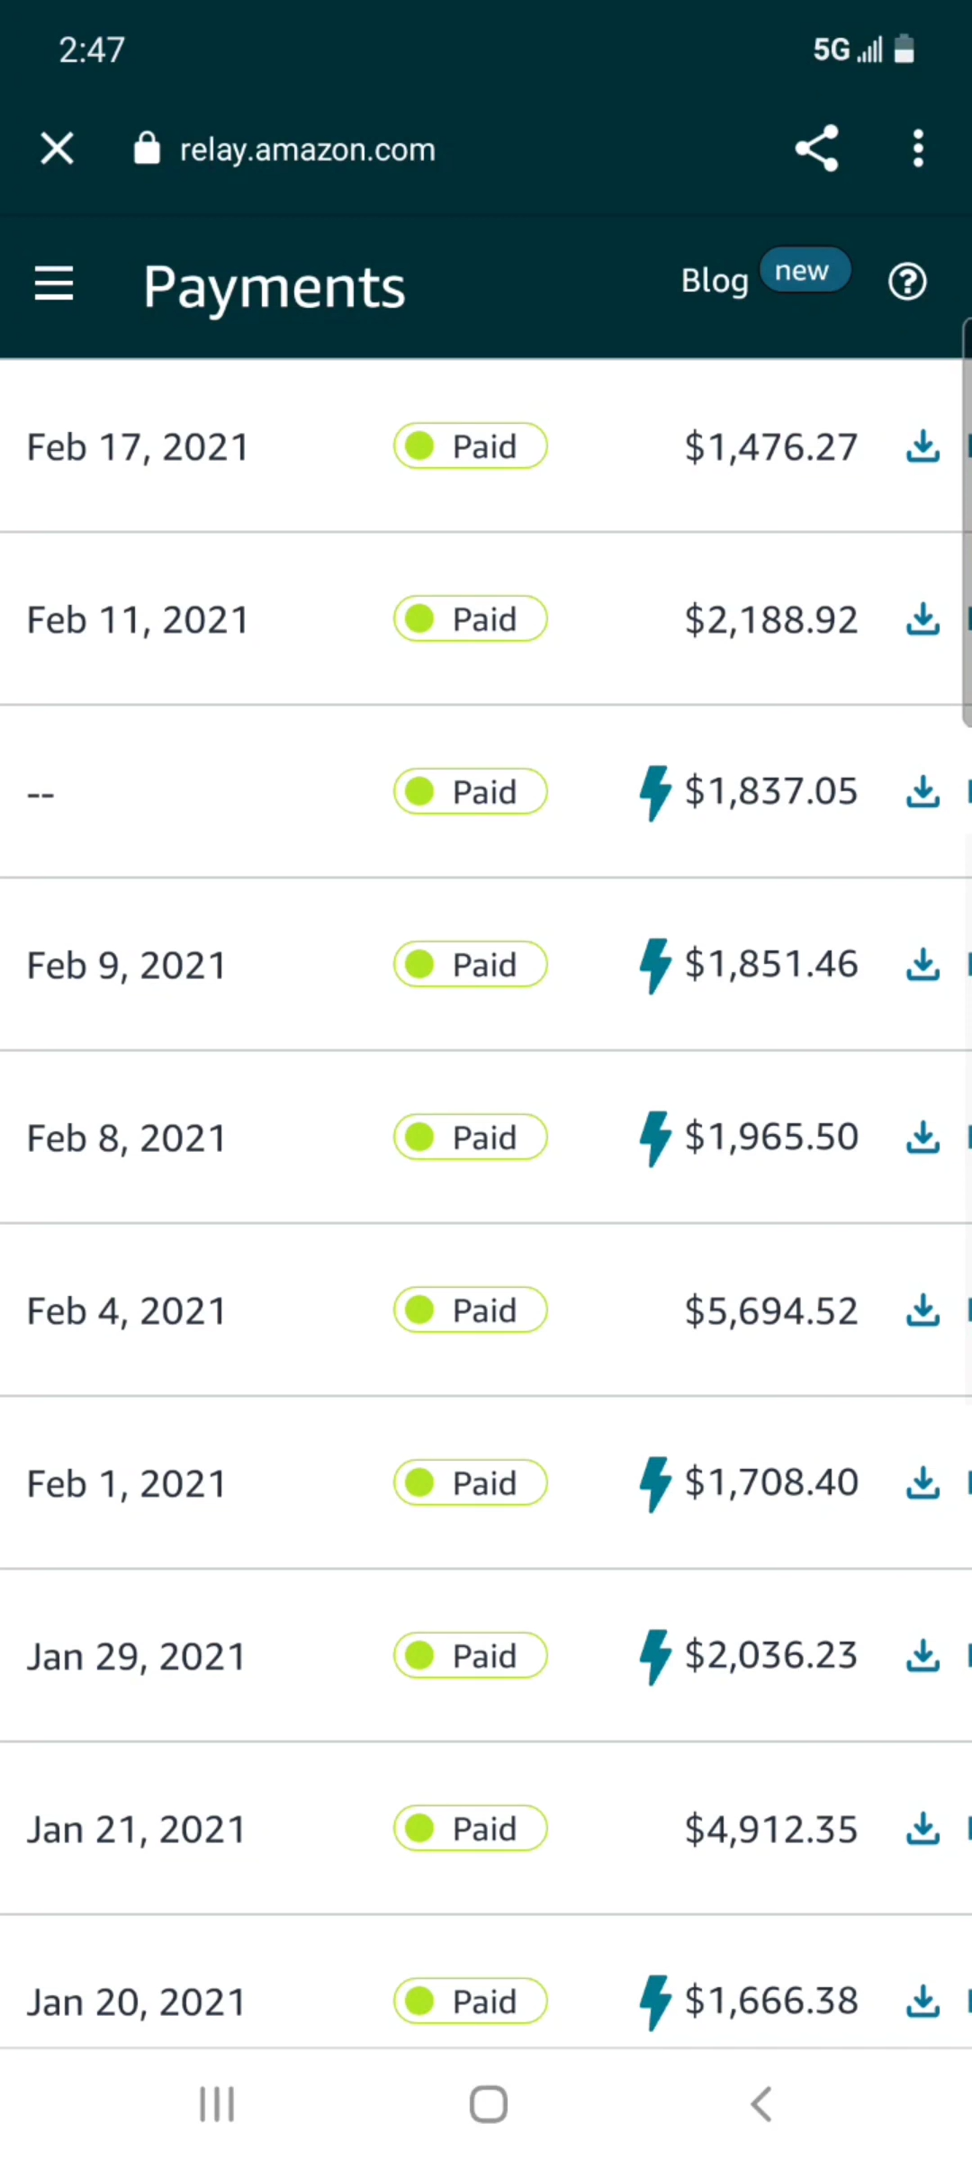 2:47 5G
relay.amazon.com
Payments Blog new ?
Feb 17, 2021 Paid $1,476.27
Feb 11, 2021 Paid $2,188.92
-- Paid $1,837.05
Feb 9, 2021 Paid $1,851.46
Feb 8, 2021 Paid $1,965.50
Feb 4, 2021 Paid $5,694.52
Feb 1, 2021 Paid $1,708.40
Jan 29, 2021 Paid $2,036.23
Jan 21, 2021 Paid $4,912.35
Jan 20, 2021 Paid $1,666.38